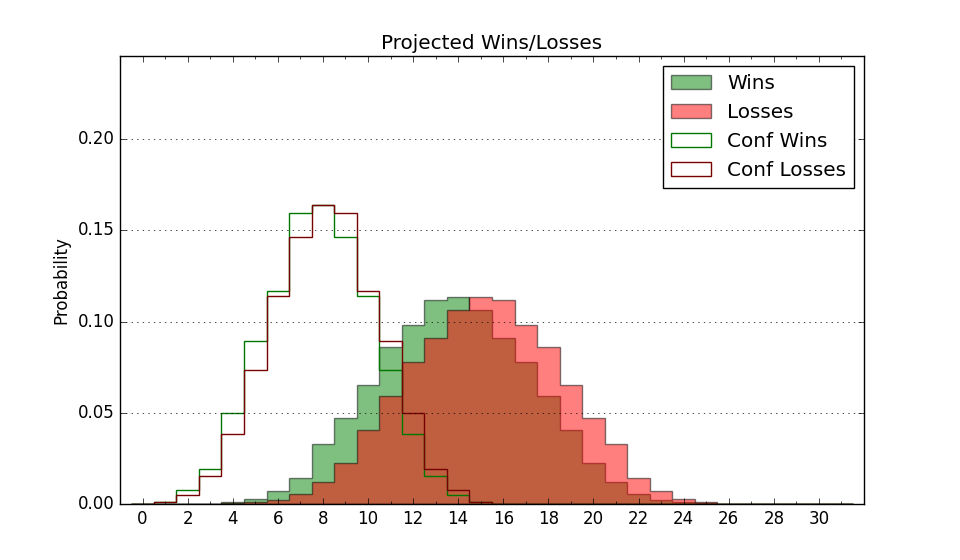 Projected Wins/Losses
Wins
Losses
Conf Wins
Conf Losses
Probability
0.20
0.15
0.10
0.05
0.00
0 2 4 6 8 10 12 14 16 18 20 22 24 26 28 30